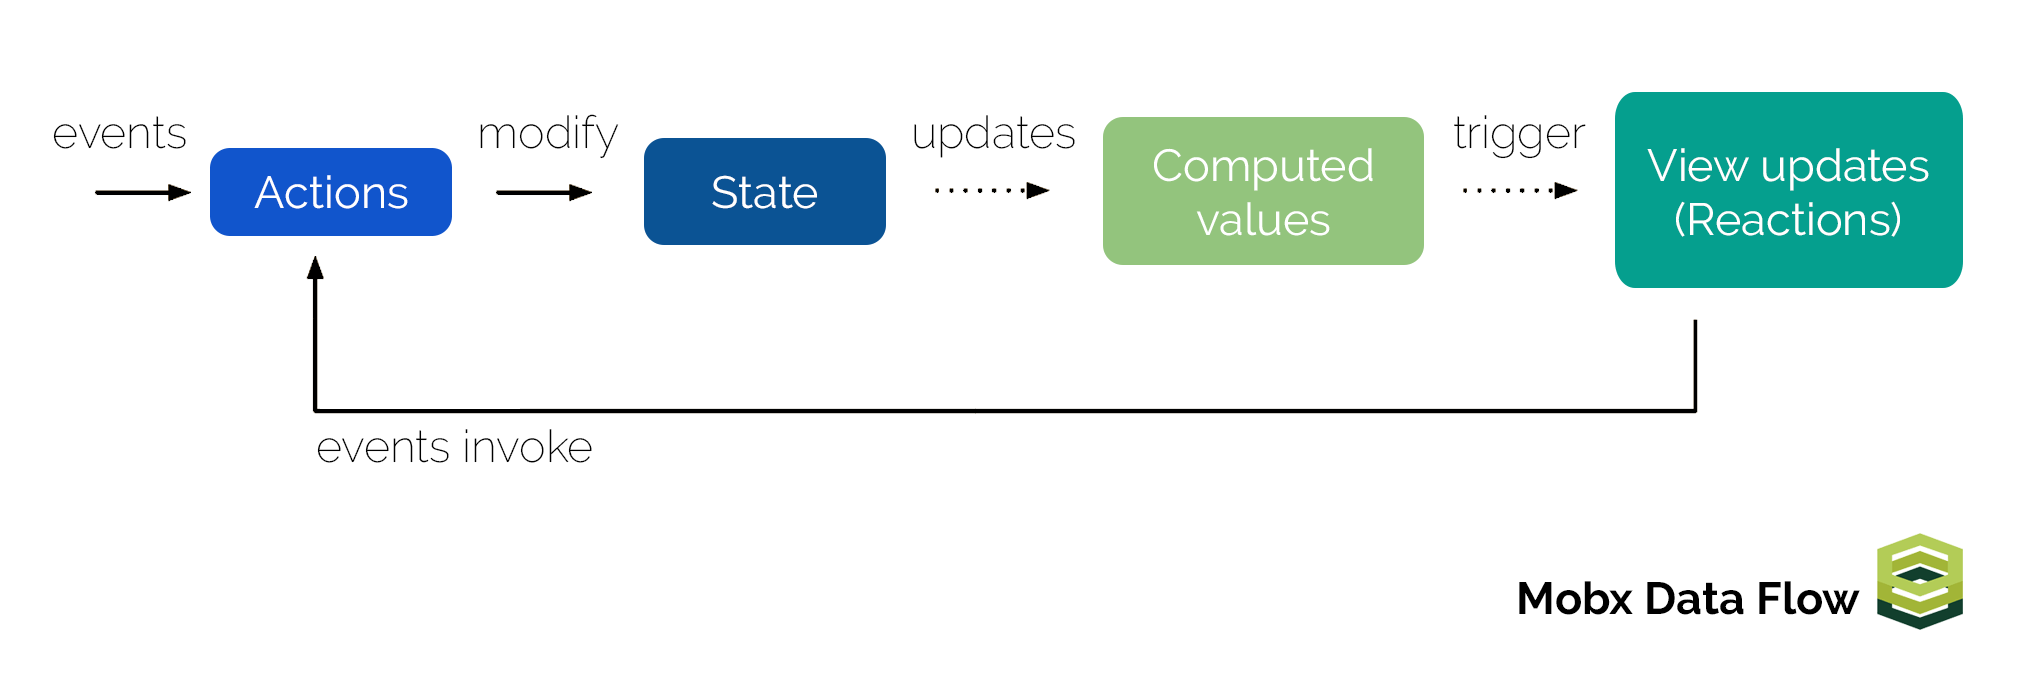 events
Actions
modify
State
updates
Computed
values
trigger
View updates
(Reactions)
events invoke
Mobx Data Flow